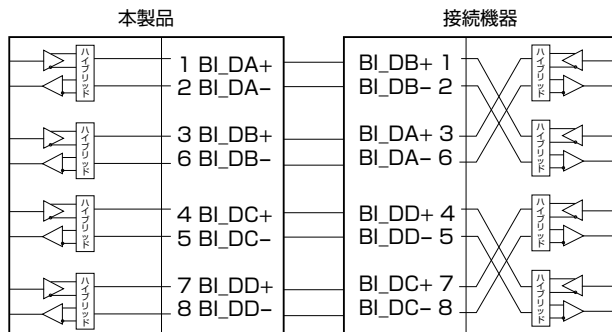 本製品
接続機器
ハイブリッド
1 BI_DA+
2 BI_DA-
BI_DB+ 1
BI_DB- 2
ハイブリッド
ハイブリッド
3 BI_DB+
6 BI_DB-
BI_DA+ 3
BI_DA- 6
ハイブリッド
ハイブリッド
4 BI_DC+
5 BI_DC-
BI_DD+ 4
BI_DD- 5
ハイブリッド
ハイブリッド
7 BI_DD+
8 BI_DD-
BI_DC+ 7
BI_DC- 8
ハイブリッド